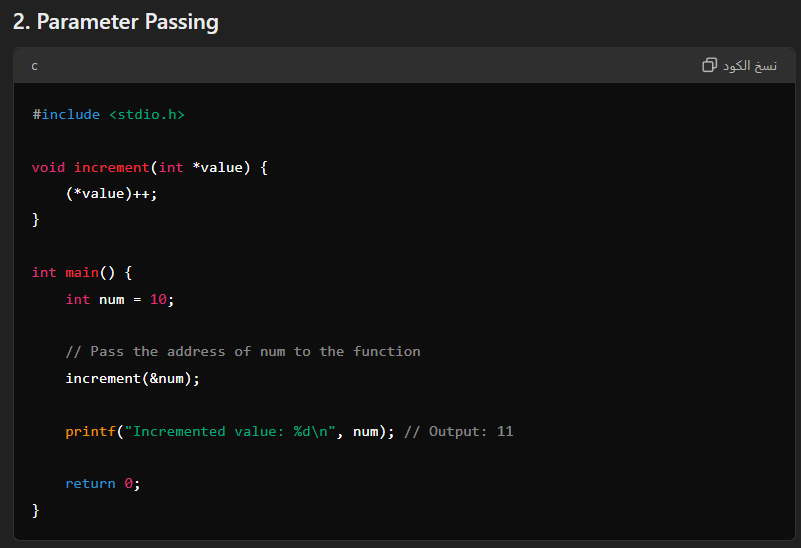 2. Parameter Passing
c
نسخ الكود
#include <stdio.h>
void increment(int *value) {
    (*value)++;
}
int main() {
    int num = 10;
    // Pass the address of num to the function
    increment(&num);
    printf("Incremented value: %d\n", num); // Output: 11
    return 0;
}